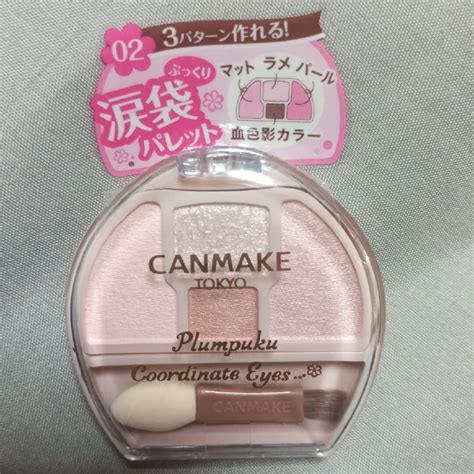 02
3パターン作れる!
ぷっくり
涙袋
パレット
マット ラメ パール
血色影カラー
CANMAKE
TOKYO
Plumpuku
Coordinate Eyes...
CANMAKE